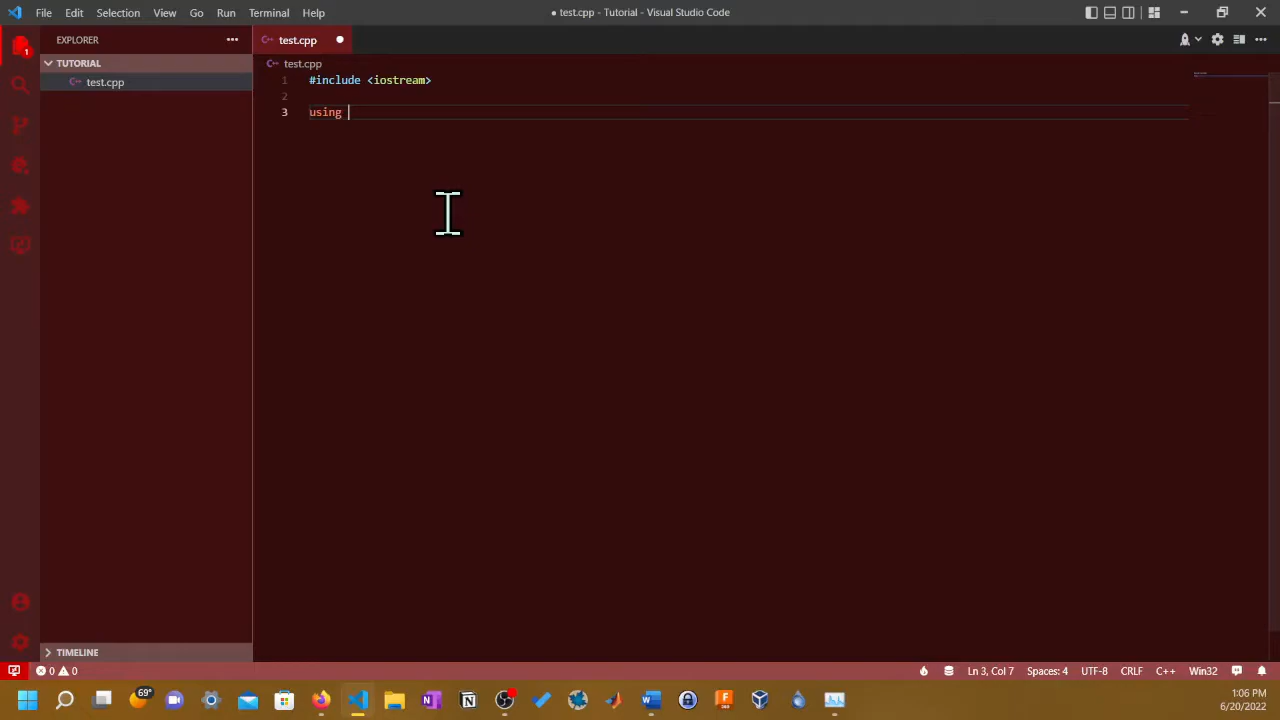 File Edit Selection View Go Run Terminal Help
● test.cpp - Tutorial - Visual Studio Code
EXPLORER
TUTORIAL
test.cpp
TIMELINE
test.cpp
test.cpp
1 #include <iostream>
2
3 using
1
0 0
Ln 3, Col 7 Spaces: 4 UTF-8 CRLF C++ Win32
69°
1:06 PM
6/20/2022